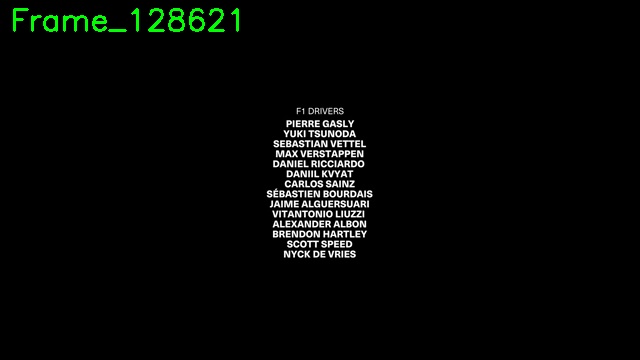 Frame_128621
F1 DRIVERS
PIERRE GASLY
YUKI TSUNODA
SEBASTIAN VETTEL
MAX VERSTAPPEN
DANIEL RICCIARDO
DANIIL KVYAT
CARLOS SAINZ
SÉBASTIEN BOURDAIS
JAIME ALGUERSUARI
VITANTONIO LIUZZI
ALEXANDER ALBON
BRENDON HARTLEY
SCOTT SPEED
NYCK DE VRIES